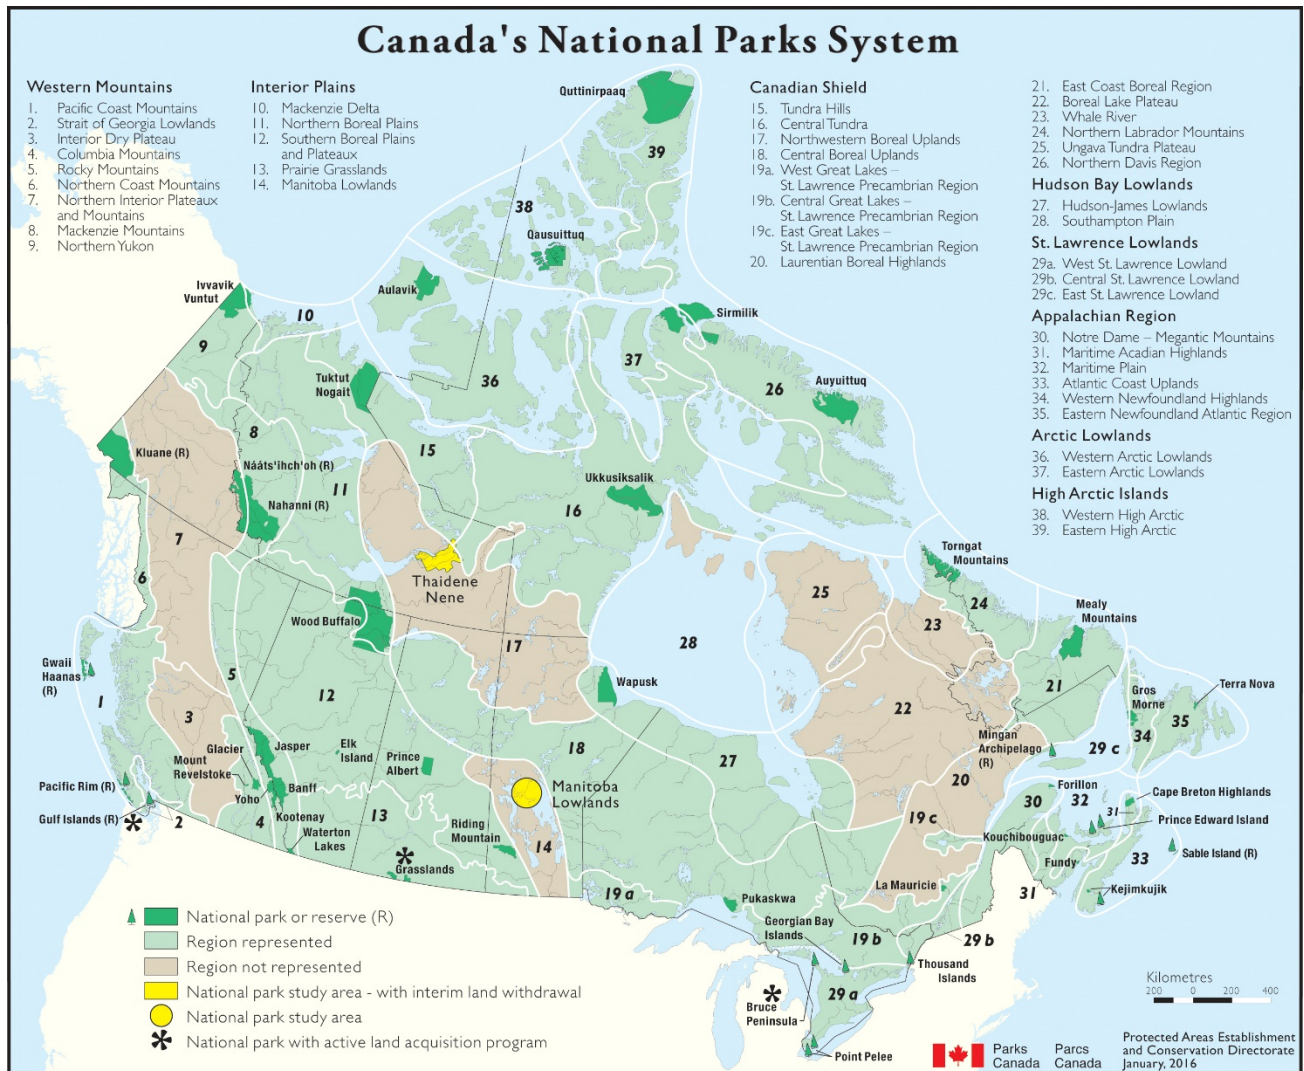 Canada's National Parks System
Western Mountains
1. Pacific Coast Mountains
2. Strait of Georgia Lowlands
3. Interior Dry Plateau
4. Columbia Mountains
5. Rocky Mountains
6. Northern Coast Mountains
7. Northern Interior Plateaux
and Mountains
8. Mackenzie Mountains
9. Northern Yukon
Interior Plains
10. Mackenzie Delta
11. Northern Boreal Plains
12. Southern Boreal Plains
and Plateaux
13. Prairie Grasslands
14. Manitoba Lowlands
Canadian Shield
15. Tundra Hills
16. Central Tundra
17. Northwestern Boreal Uplands
18. Central Boreal Uplands
19a. West Great Lakes –
St. Lawrence Precambrian Region
19b. Central Great Lakes –
St. Lawrence Precambrian Region
19c. East Great Lakes –
St. Lawrence Precambrian Region
20. Laurentian Boreal Highlands
21. East Coast Boreal Region
22. Boreal Lake Plateau
23. Whale River
24. Northern Labrador Mountains
25. Ungava Tundra Plateau
26. Northern Davis Region
Hudson Bay Lowlands
27. Hudson-James Lowlands
28. Southampton Plain
St. Lawrence Lowlands
29a. West St. Lawrence Lowland
29b. Central St. Lawrence Lowland
29c. East St. Lawrence Lowland
Appalachian Region
30. Notre Dame – Megantic Mountains
31. Maritime Acadian Highlands
32. Maritime Plain
33. Atlantic Coast Uplands
34. Western Newfoundland Highlands
35. Eastern Newfoundland Atlantic Region
Arctic Lowlands
36. Western Arctic Lowlands
37. Eastern Arctic Lowlands
High Arctic Islands
38. Western High Arctic
39. Eastern High Arctic
Quttinirpaaq
39
38
Qausuittuq
Aulavik
Ivvavik
Vuntut
10
9
Sirmilik
37
36
26
Auyuittuq
Tuktut
Nogait
8
15
Kluane (R)
Nááts'ihch'oh (R)
11
Nahanni (R)
Ukkusiksalik
16
7
6
Thaidene
Nene
Torngat
Mountains
24
25
23
Mealy
Mountains
Wood Buffalo
17
28
Wapusk
Gwaii
Haanas
(R)
1
5
12
3
21
22
Gros
Morne
34
Terra Nova
35
Mingan
Archipelago
(R)
29 c
Glacier
Mount
Revelstoke
Jasper
Elk
Island
Prince
Albert
18
27
Manitoba
Lowlands
20
Pacific Rim (R)
Yoho
Banff
Gulf Islands (R)
2
4
Kootenay
Waterton
Lakes
13
Riding
Mountain
14
Grasslands
19 c
Forillon
30
32
Cape Breton Highlands
31
Prince Edward Island
Kouchibouguac
Sable Island (R)
33
Fundy
Kejimkujik
31
19 a
La Mauricie
Pukaskwa
Georgian Bay
Islands
19 b
29 b
Thousand
Islands
29 a
Bruce
Peninsula
Point Pelee
National park or reserve (R)
Region represented
Region not represented
National park study area - with interim land withdrawal
National park study area
National park with active land acquisition program
Kilometres
200 0 200 400
Parks
Canada
Parcs
Canada
Protected Areas Establishment
and Conservation Directorate
January, 2016